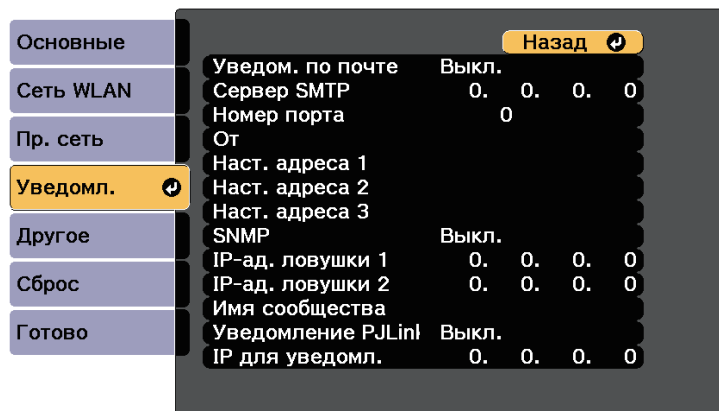 Основные
Сеть WLAN
Пр. сеть
Уведомл.
Другое
Сброс
Готово
Назад
Уведом. по почте Выкл.
Сервер SMTP 0. 0. 0. 0
Номер порта 0
От
Наст. адреса 1
Наст. адреса 2
Наст. адреса 3
SNMP Выкл.
IP-ад. ловушки 1 0. 0. 0. 0
IP-ад. ловушки 2 0. 0. 0. 0
Имя сообщества
Уведомление PJLink Выкл.
IP для уведомл. 0. 0. 0. 0